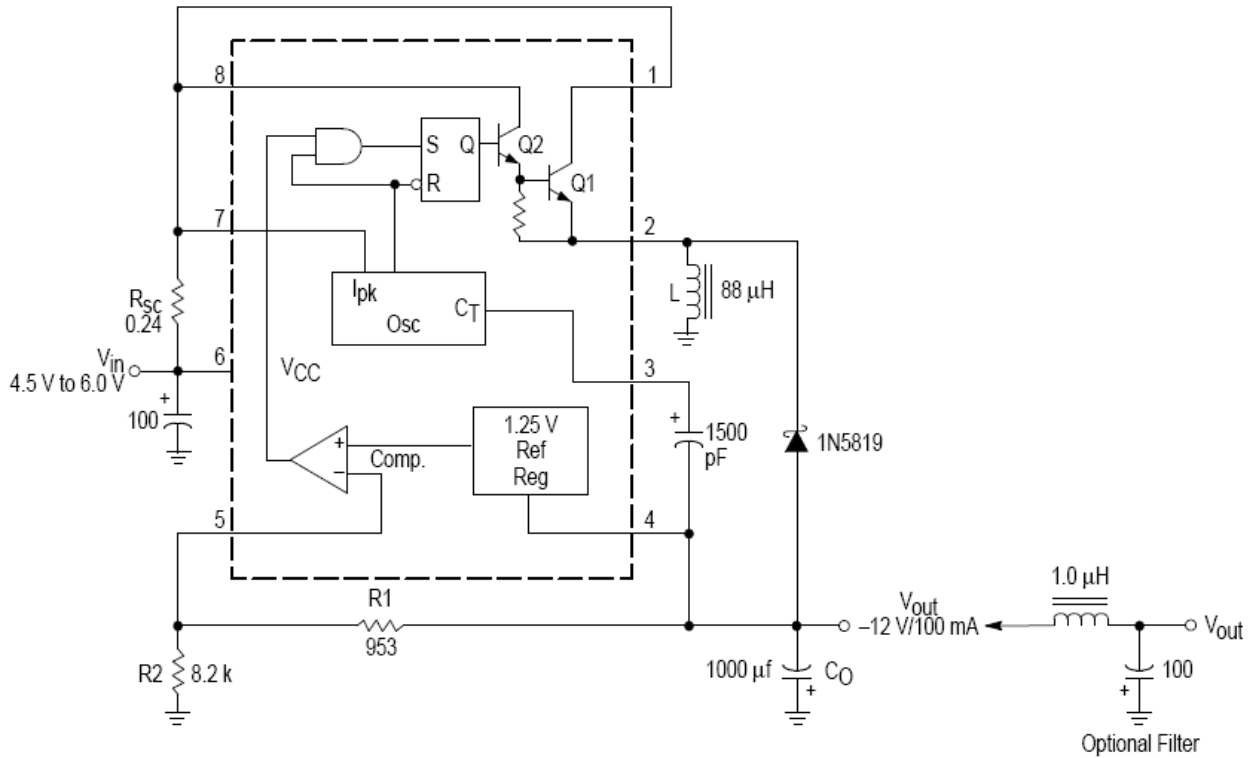 8
1
S
Q
Q2
R
Q1
7
2
Ipk
CT
Osc
L
88 μH
Rsc
0.24
Vin
4.5 V to 6.0 V
6
VCC
3
+
100
1.25 V
Ref
Reg
+
–
Comp.
+
1500
pF
1N5819
5
4
R1
953
Vout
–12 V/100 mA
1.0 μH
Vout
R2
8.2 k
1000 μf
CO
+
100
+
Optional Filter